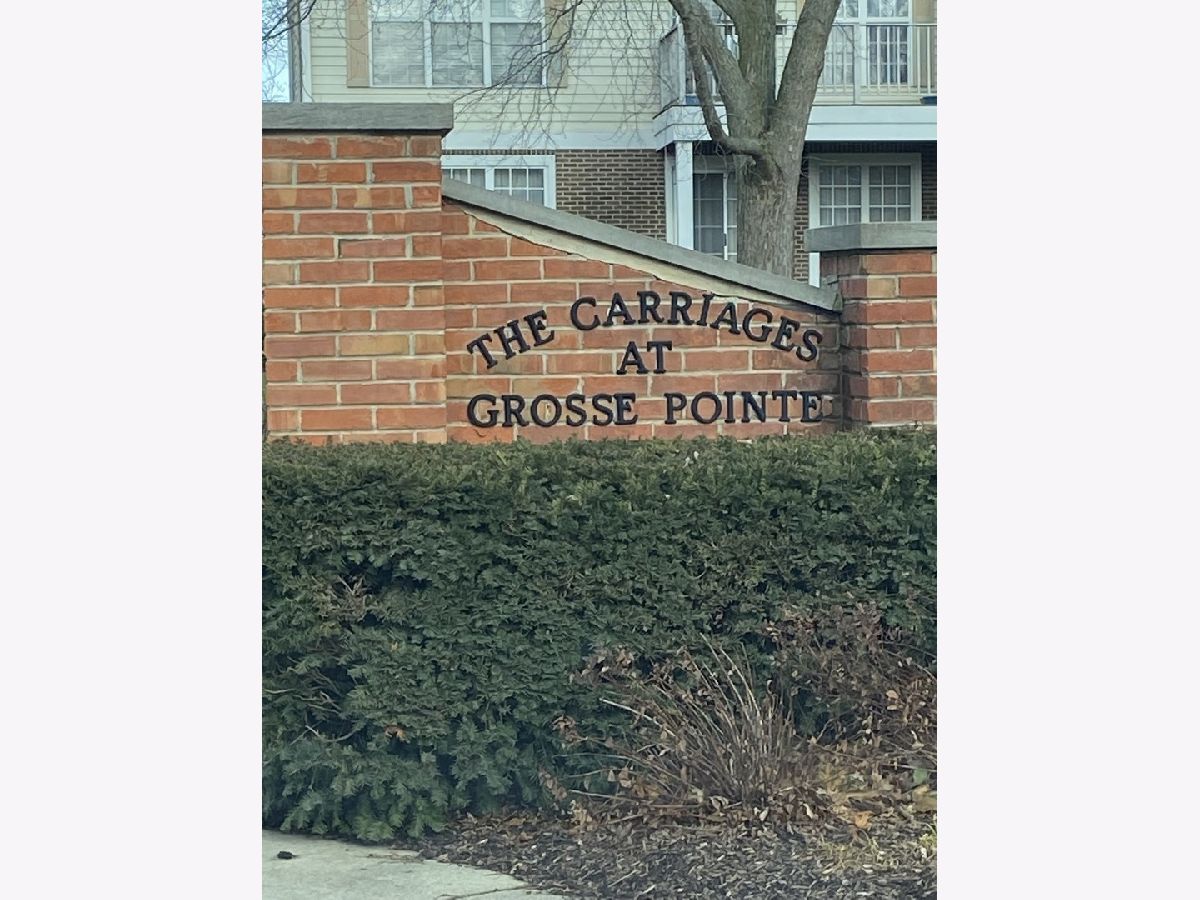 THE CARRIAGES
AT
GROSSE POINTE